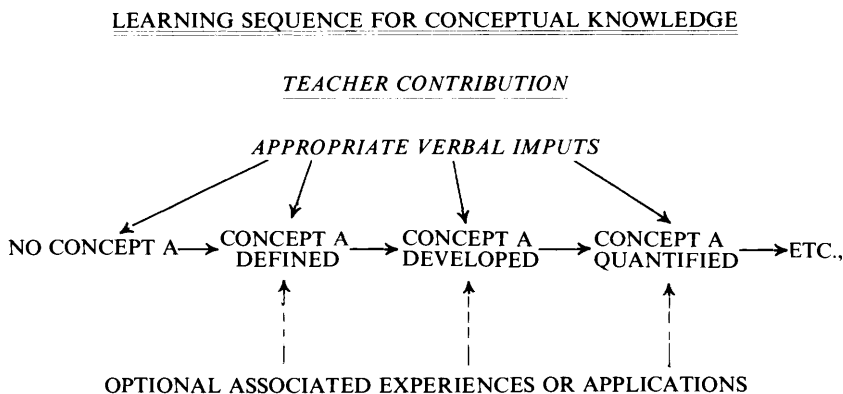 LEARNING SEQUENCE FOR CONCEPTUAL KNOWLEDGE
TEACHER CONTRIBUTION
APPROPRIATE VERBAL IMPUTS
NO CONCEPT A
CONCEPT A
DEFINED
CONCEPT A
DEVELOPED
CONCEPT A
QUANTIFIED
ETC.,
OPTIONAL ASSOCIATED EXPERIENCES OR APPLICATIONS